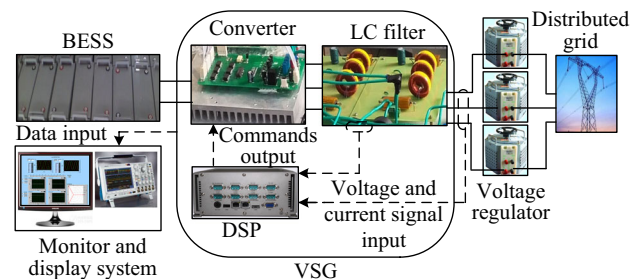 BESS
Converter
LC filter
Distributed
grid
Data input
Commands
output
Voltage and
current signal
input
Voltage
regulator
DSP
Monitor and
display system
VSG